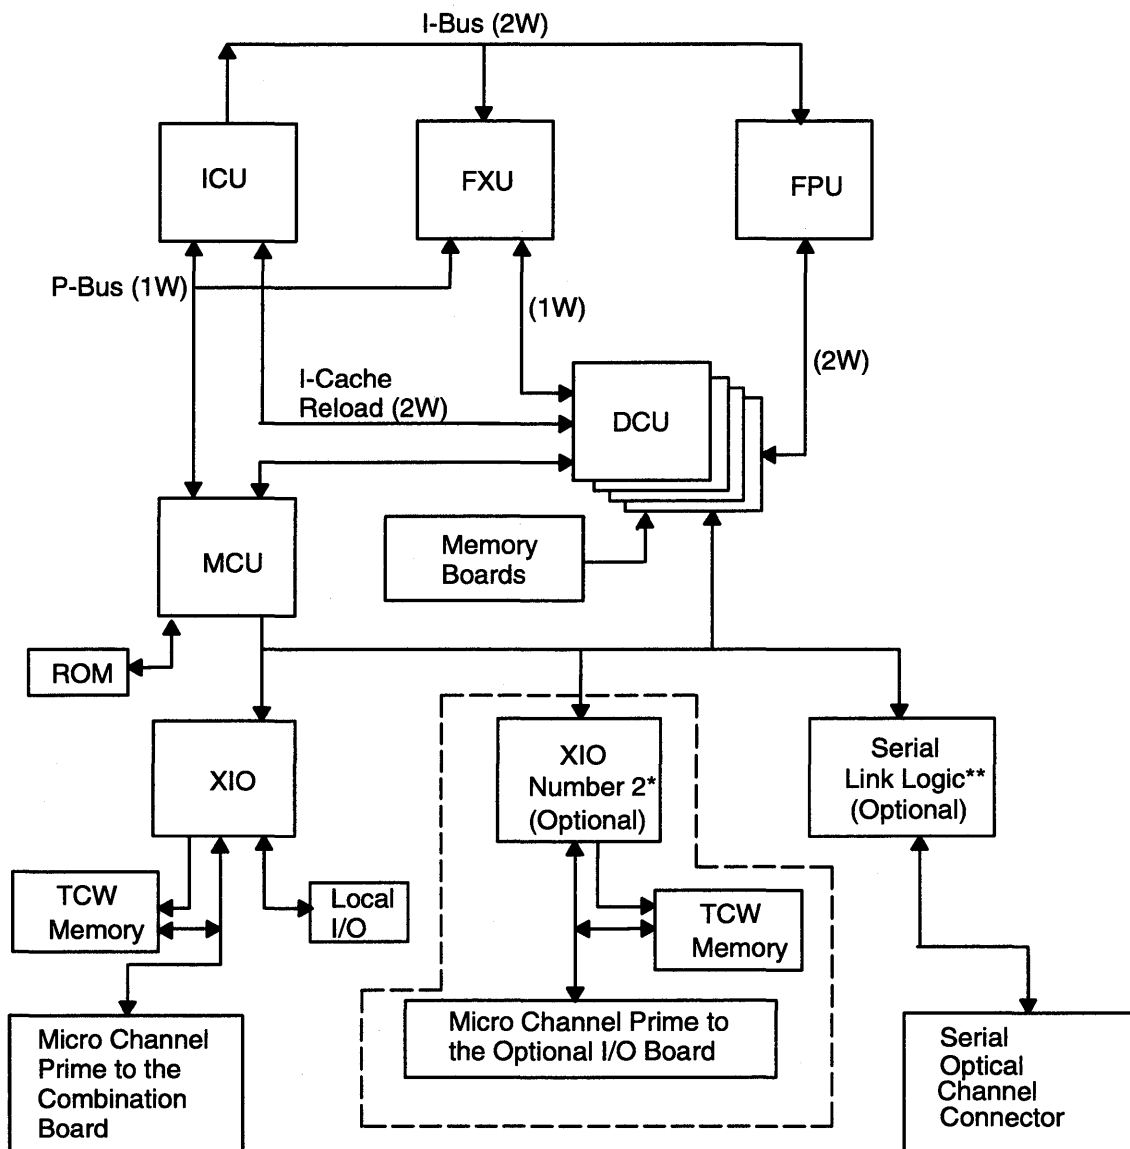 I-Bus (2W)
ICU
FXU
FPU
P-Bus (1W)
(1W)
(2W)
I-Cache
Reload (2W)
DCU
MCU
Memory
Boards
ROM
XIO
XIO
Number 2*
(Optional)
Serial
Link Logic**
(Optional)
TCW
Memory
Local
I/O
TCW
Memory
Micro Channel
Prime to the
Combination
Board
Micro Channel Prime to
the Optional I/O Board
Serial
Optical
Channel
Connector